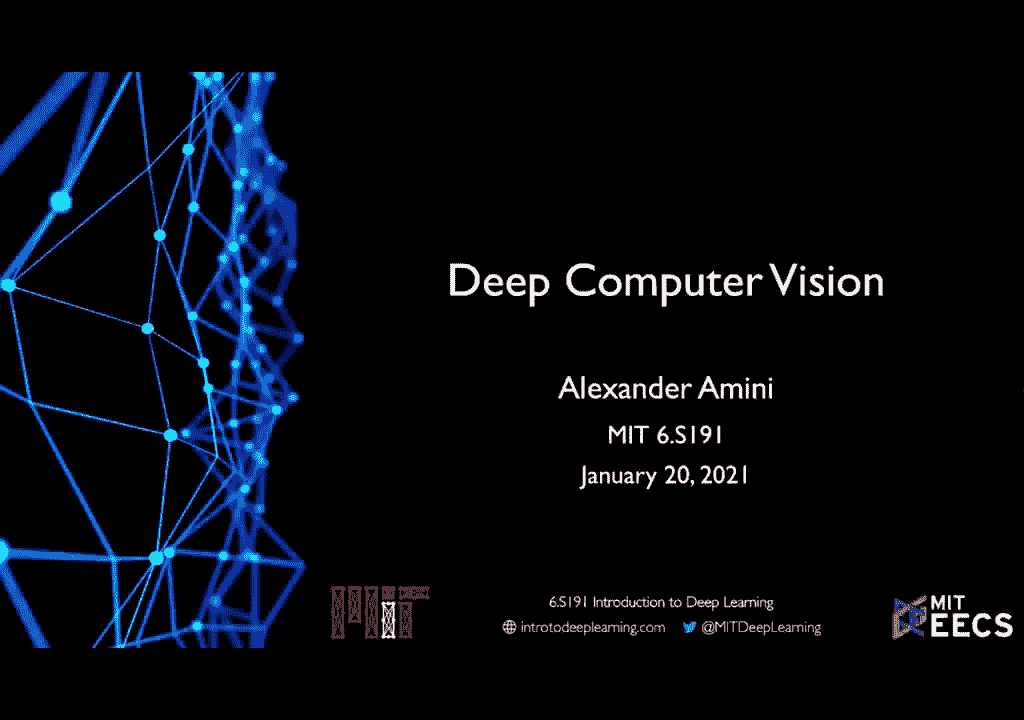 Deep Computer Vision
Alexander Amini
MIT 6.S191
January 20, 2021
6.S191 Introduction to Deep Learning
introtodeeplearning.com @MITDeepLearning
MIT
MIT
EECS